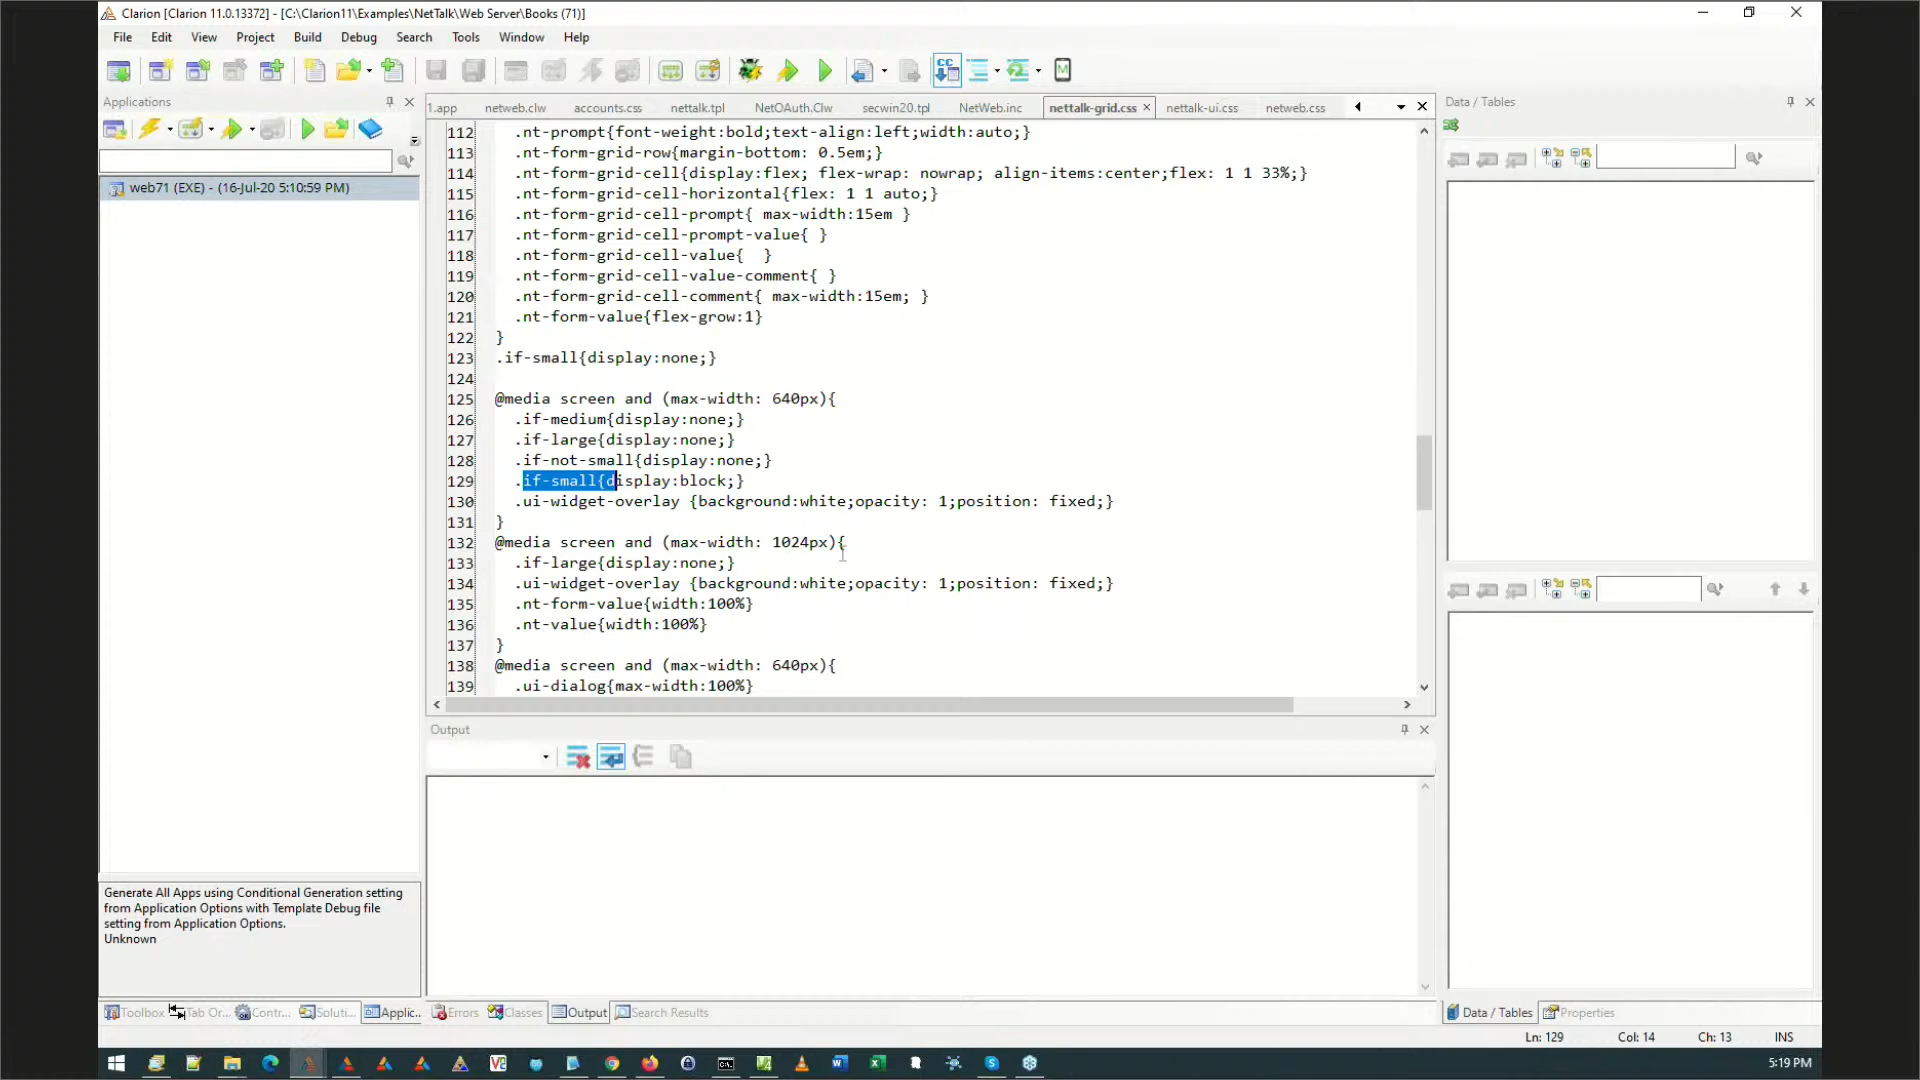 Clarion [Clarion 11.0.13372] - [C:\Clarion11\Examples\NetTalk\Web Server\Books (71)]
File Edit View Project Build Debug Search Tools Window Help
Applications
web71 (EXE) - (16-Jul-20 5:10:59 PM)
1.app netweb.clw accounts.css nettalk.tpl NetOAuth.Clw secwin20.tpl NetWeb.inc nettalk-grid.css nettalk-ui.css netweb.css
112 .nt-prompt{font-weight:bold;text-align:left;width:auto;}
113 .nt-form-grid-row{margin-bottom: 0.5em;}
114 .nt-form-grid-cell{display:flex; flex-wrap: nowrap; align-items:center;flex: 1 1 33%;}
115 .nt-form-grid-cell-horizontal{flex: 1 1 auto;}
116 .nt-form-grid-cell-prompt{ max-width:15em }
117 .nt-form-grid-cell-prompt-value{ }
118 .nt-form-grid-cell-value{  }
119 .nt-form-grid-cell-value-comment{ }
120 .nt-form-grid-cell-comment{ max-width:15em; }
121 .nt-form-value{flex-grow:1}
122 }
123 .if-small{display:none;}
124
125 @media screen and (max-width: 640px){
126 .if-medium{display:none;}
127 .if-large{display:none;}
128 .if-not-small{display:none;}
129 .if-small{display:block;}
130 .ui-widget-overlay {background:white;opacity: 1;position: fixed;}
131 }
132 @media screen and (max-width: 1024px){
133 .if-large{display:none;}
134 .ui-widget-overlay {background:white;opacity: 1;position: fixed;}
135 .nt-form-value{width:100%}
136 .nt-value{width:100%}
137 }
138 @media screen and (max-width: 640px){
139 .ui-dialog{max-width:100%}
Data / Tables
Output
Generate All Apps using Conditional Generation setting
from Application Options with Template Debug file
setting from Application Options.
Unknown
Toolbox Tab Or... Contr... Soluti... Applic... Errors Classes Output Search Results
Data / Tables Properties
Ln: 129 Col: 14 Ch: 13 INS
5:19 PM